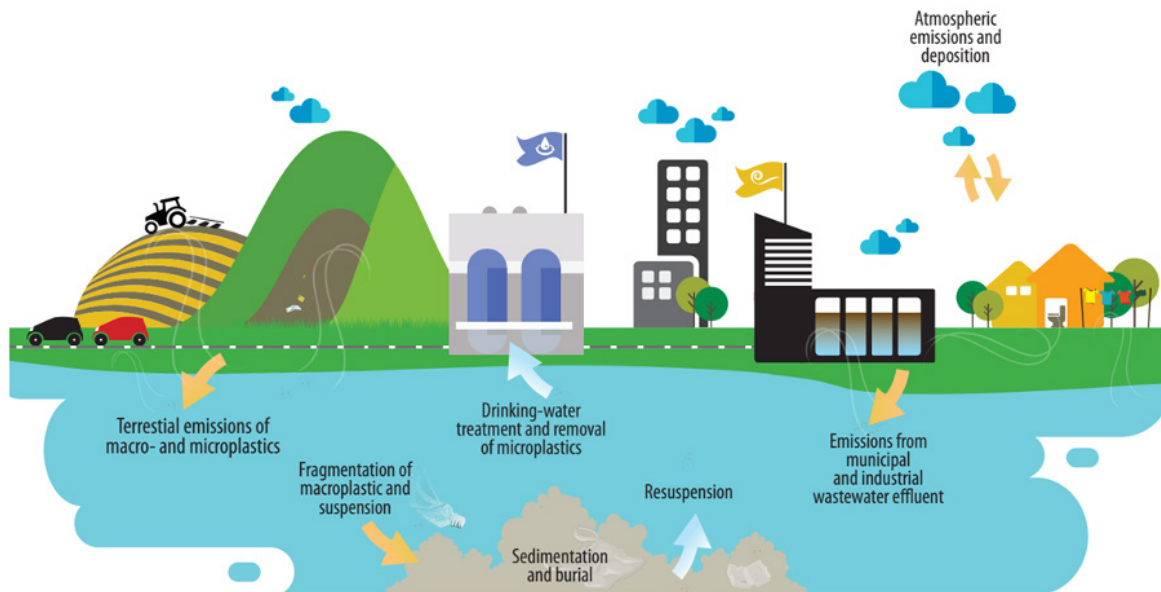 Atmospheric
emissions and
deposition
Terrestial emissions of
macro- and microplastics
Drinking-water
treatment and removal
of microplastics
Emissions from
municipal
and industrial
wastewater effluent
Fragmentation of
macroplastic and
suspension
Resuspension
Sedimentation
and burial